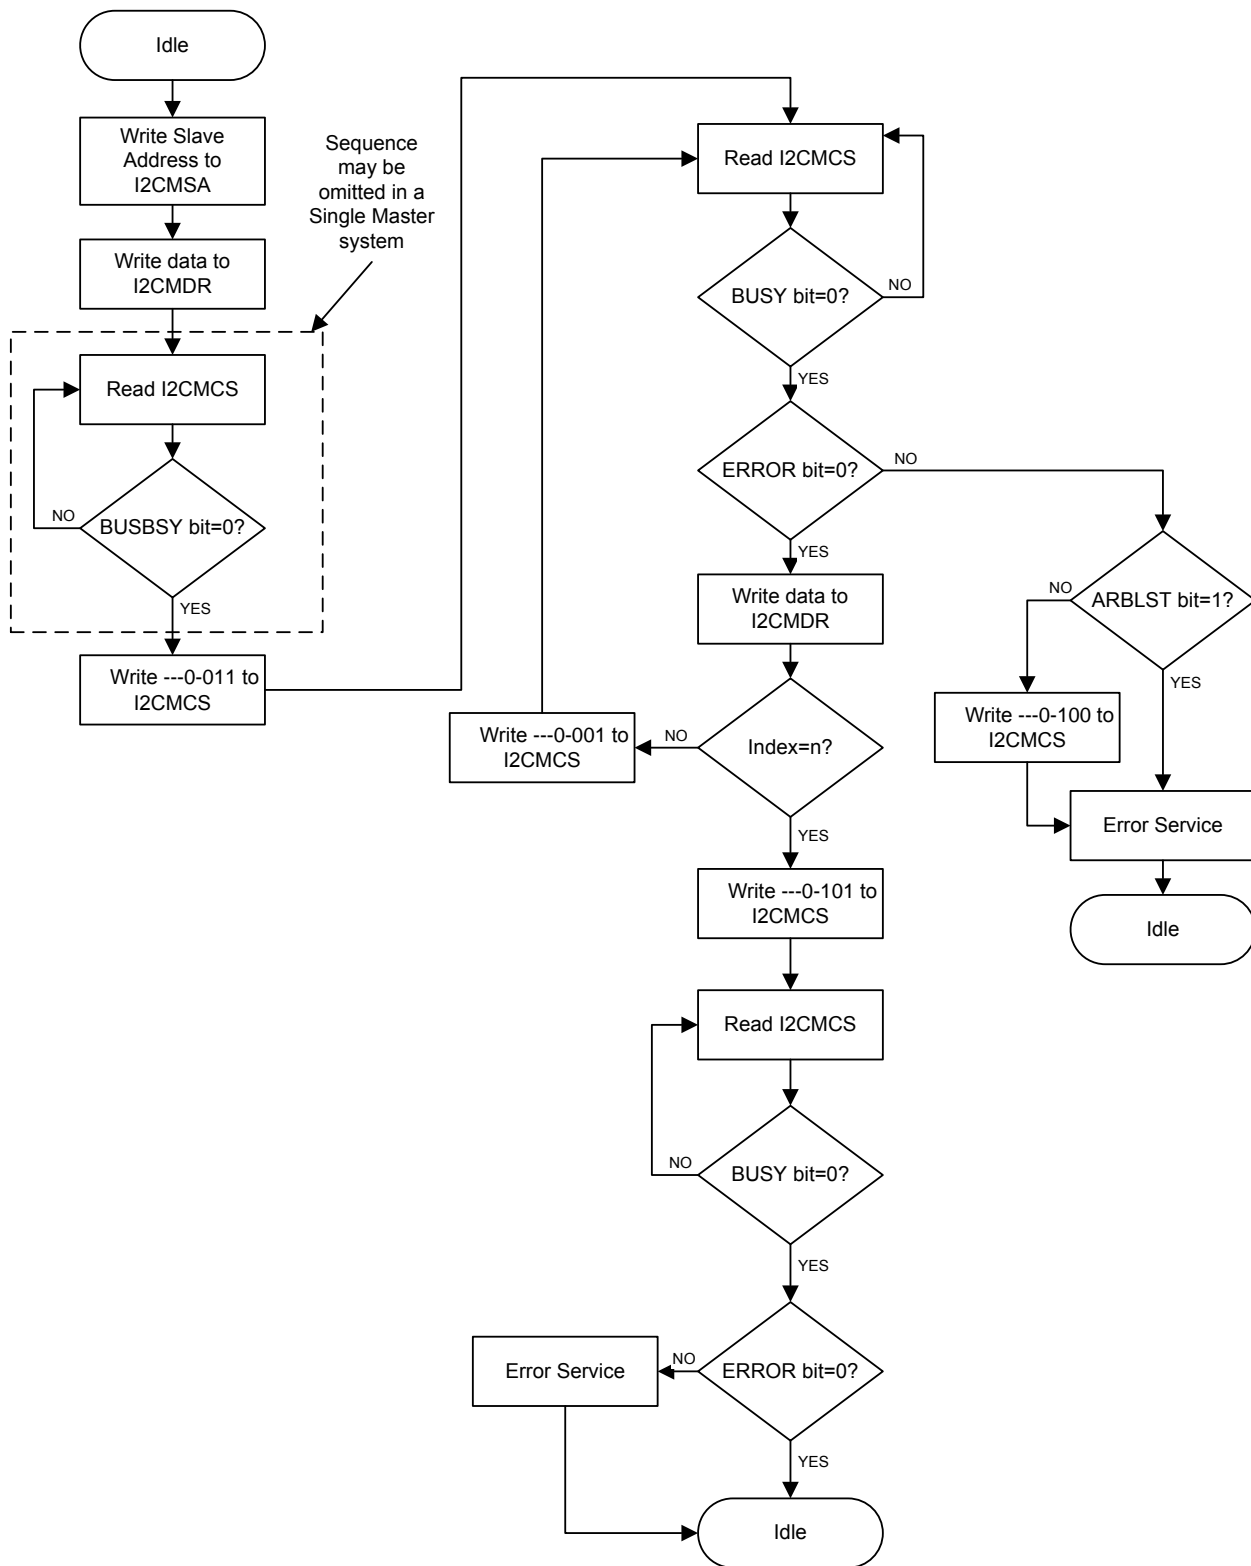 Idle
Write Slave
Address to
I2CMSA
Write data to
I2CMDR
Sequence
may be
omitted in a
Single Master
system
Read I2CMCS
BUSBSY bit=0?
NO
YES
Write ---0-011 to
I2CMCS
Read I2CMCS
BUSY bit=0?
NO
YES
ERROR bit=0?
NO
YES
Write data to
I2CMDR
Index=n?
NO
Write ---0-001 to
I2CMCS
YES
ARBLST bit=1?
NO
YES
Write ---0-100 to
I2CMCS
Error Service
Idle
Write ---0-101 to
I2CMCS
Read I2CMCS
BUSY bit=0?
NO
YES
ERROR bit=0?
NO
Error Service
YES
Idle